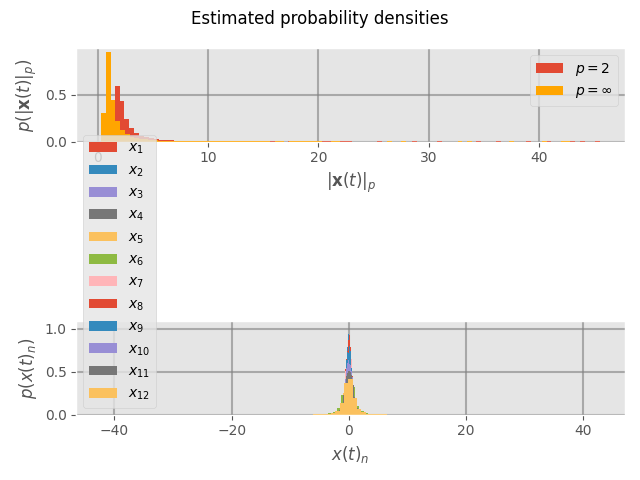 Estimated probability densities
p(|x(t)|_p)
0.5
0.0
p = 2
p = ∞
0 10 20 30 40
|x(t)|_p
x_1
x_2
x_3
x_4
x_5
x_6
x_7
x_8
x_9
x_10
x_11
x_12
p(x(t)_n)
1.0
0.5
0.0
−40 −20 0 20 40
x(t)_n